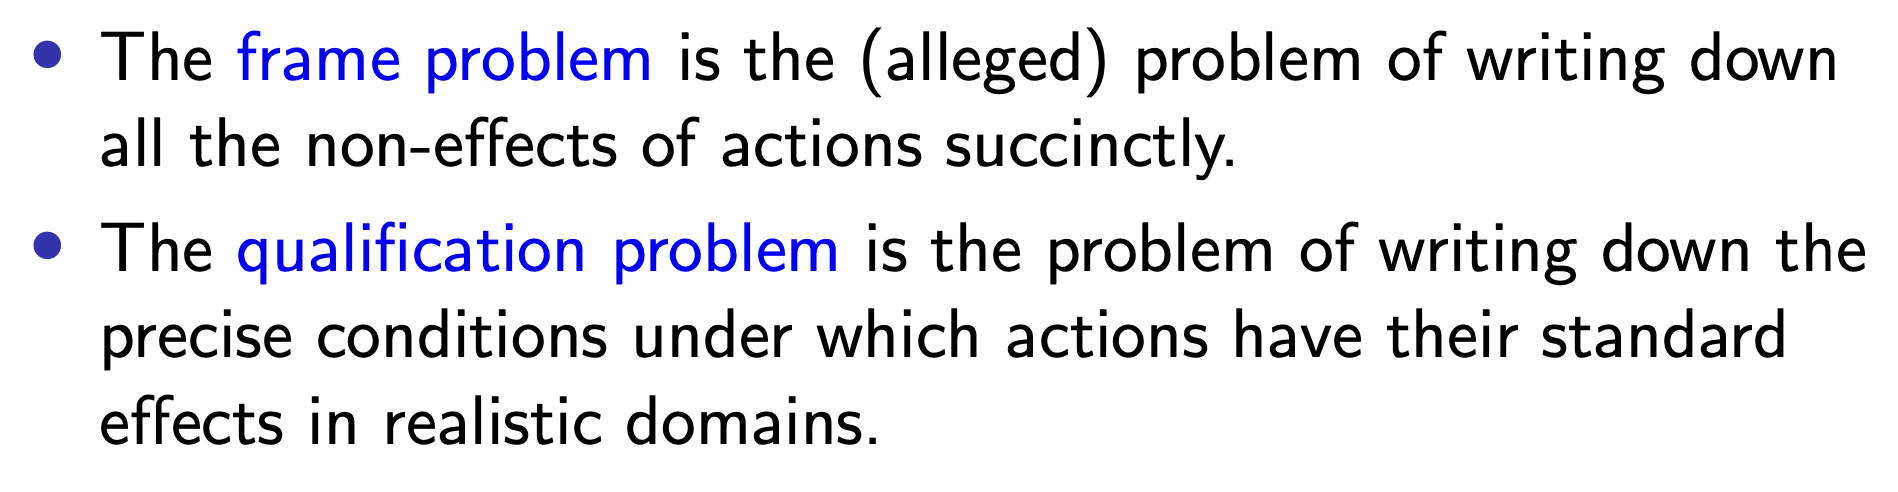 • The frame problem is the (alleged) problem of writing down
all the non-effects of actions succinctly.
• The qualification problem is the problem of writing down the
precise conditions under which actions have their standard
effects in realistic domains.